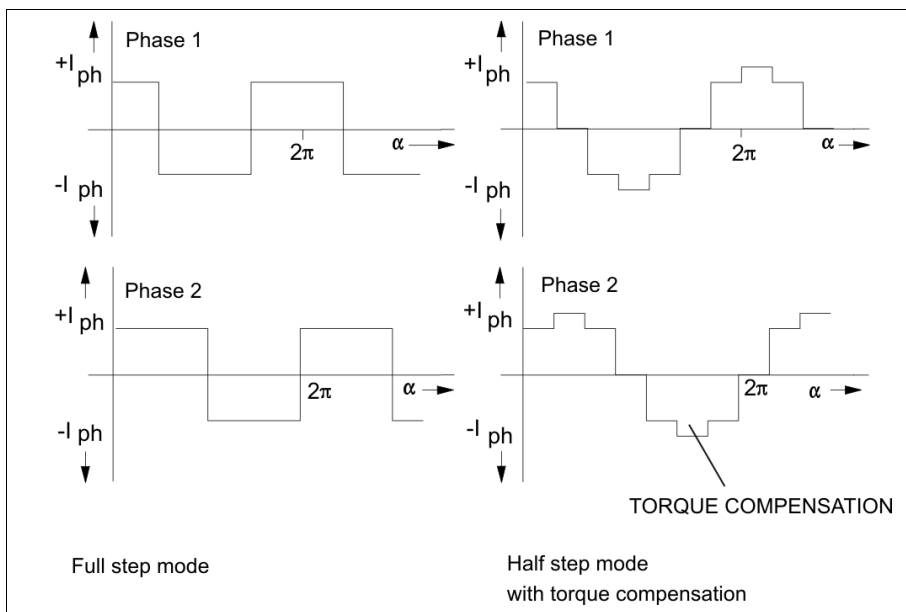 Phase 1
+I ph
α
2π
-I ph
Phase 1
+I ph
α
2π
-I ph
Phase 2
+I ph
2π
α
-I ph
Phase 2
+I ph
2π
α
-I ph
TORQUE COMPENSATION
Full step mode
Half step mode
with torque compensation